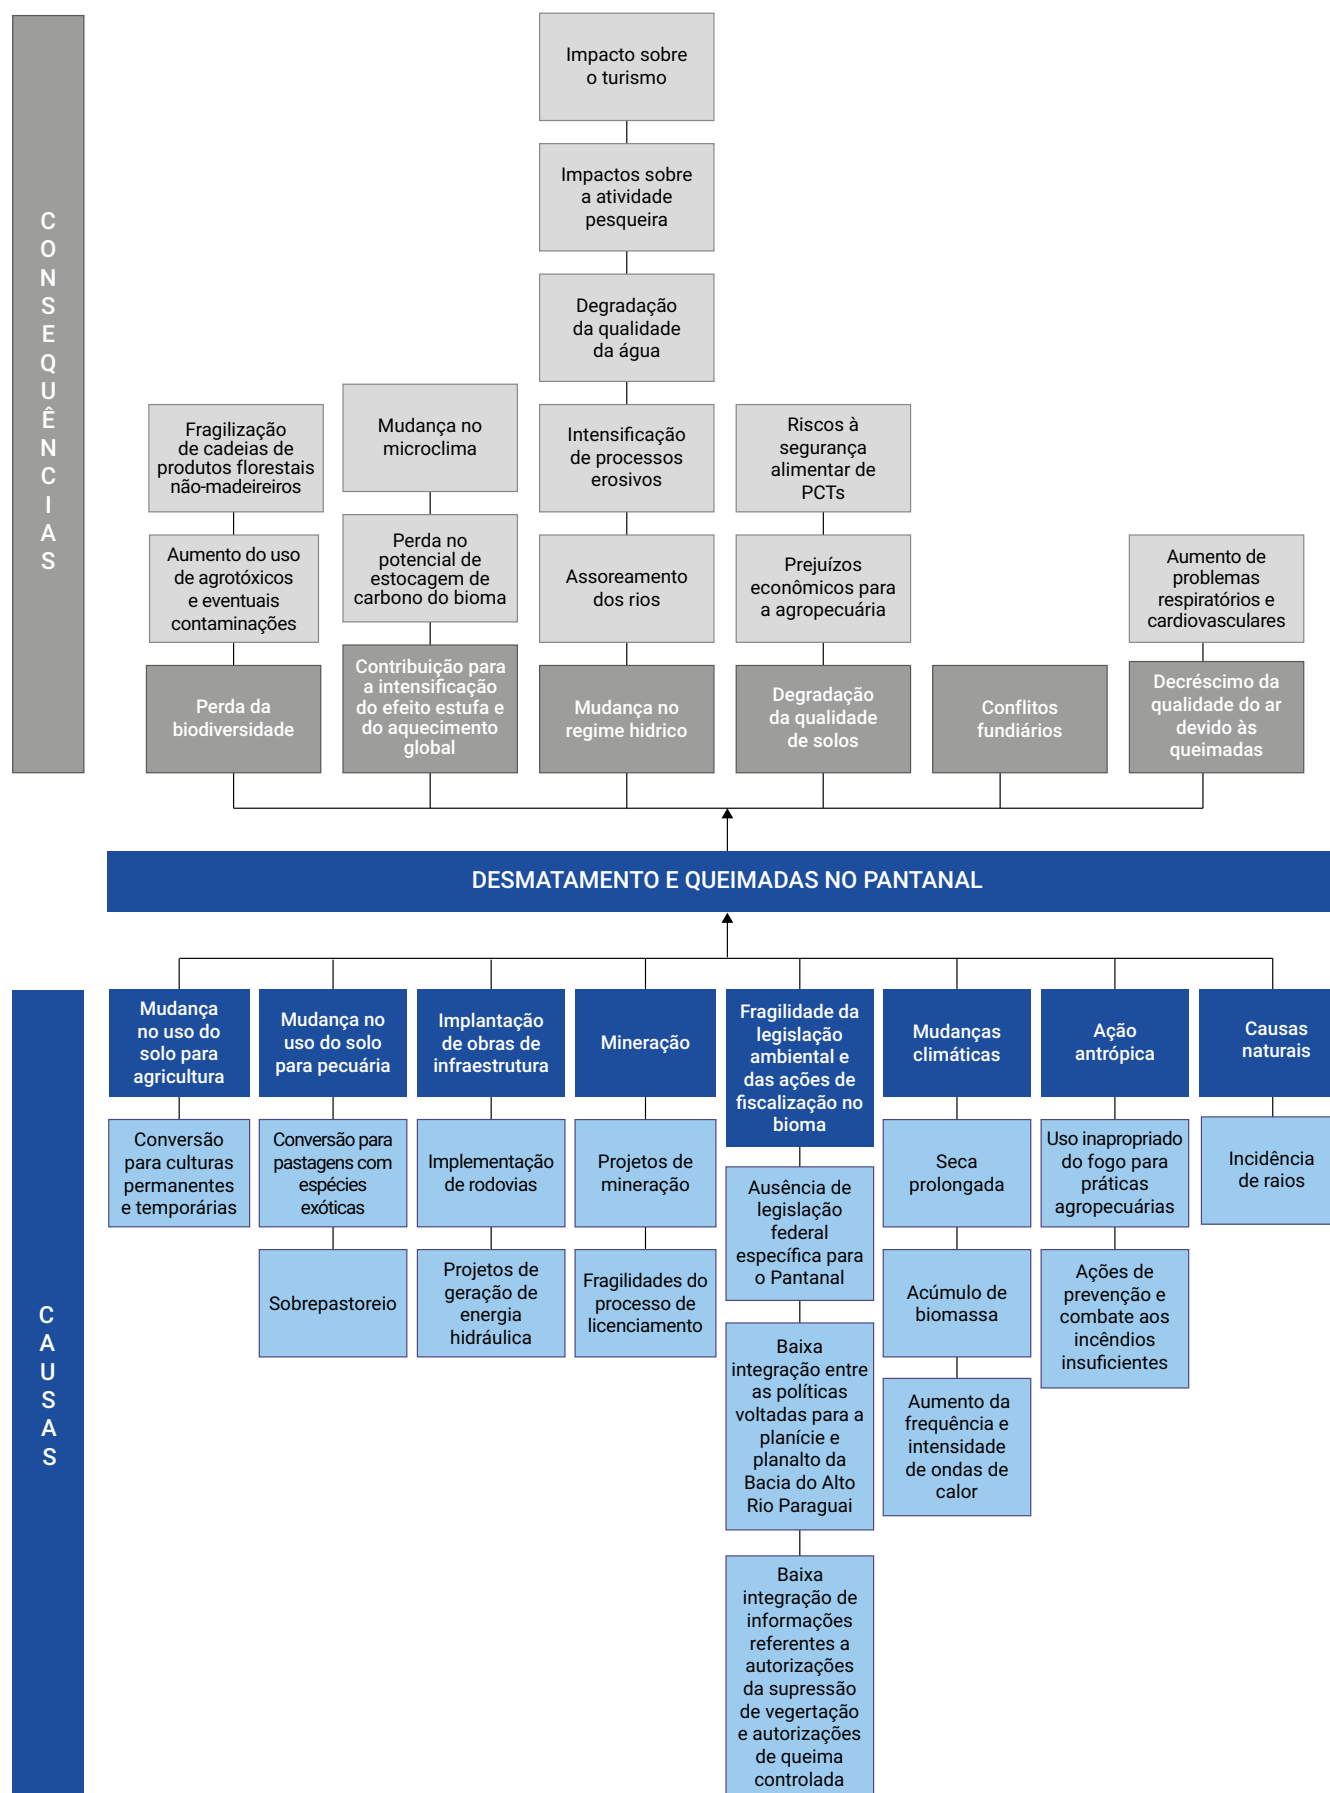 CONSEQUÊNCIAS
Impacto sobre
o turismo
Impactos sobre
a atividade
pesqueira
Degradação
da qualidade
da água
Fragilização
de cadeias de
produtos florestais
não-madeireiros
Mudança no
microclima
Intensificação
de processos
erosivos
Riscos à
segurança
alimentar de
PCTs
Aumento do uso
de agrotóxicos
e eventuais
contaminações
Perda no
potencial de
estocagem de
carbono do bioma
Assoreamento
dos rios
Prejuízos
econômicos para
a agropecuária
Aumento de
problemas
respiratórios e
cardiovasculares
Perda da
biodiversidade
Contribuição para
a intensificação
do efeito estufa e
do aquecimento
global
Mudança no
regime hidrico
Degradação
da qualidade
de solos
Conflitos
fundiários
Decréscimo da
qualidade do ar
devido às
queimadas
DESMATAMENTO E QUEIMADAS NO PANTANAL
CAUSAS
Mudança
no uso do
solo para
agricultura
Mudança no
uso do solo
para pecuária
Implantação
de obras de
infraestrutura
Mineração
Fragilidade da
legislação
ambiental e
das ações de
fiscalização no
bioma
Mudanças
climáticas
Ação
antrópica
Causas
naturais
Conversão
para culturas
permanentes
e temporárias
Conversão para
pastagens com
espécies
exóticas
Implementação
de rodovias
Projetos de
mineração
Ausência de
legislação
federal
específica para
o Pantanal
Seca
prolongada
Uso inapropriado
do fogo para
práticas
agropecuárias
Incidência
de raios
Sobrepastoreio
Projetos de
geração de
energia
hidráulica
Fragilidades do
processo de
licenciamento
Baixa
integração entre
as políticas
voltadas para a
planície e
planalto da
Bacia do Alto
Rio Paraguai
Acúmulo de
biomassa
Ações de
prevenção e
combate aos
incêndios
insuficientes
Aumento da
frequência e
intensidade
de ondas de
calor
Baixa
integração de
informações
referentes a
autorizações
da supressão
de vegertação
e autorizações
de queima
controlada